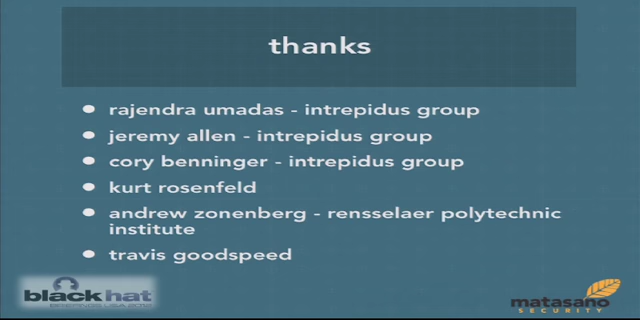 thanks
rajendra umadas - intrepidus group
jeremy allen - intrepidus group
cory benninger - intrepidus group
kurt rosenfeld
andrew zonenberg - rensselaer polytechnic
institute
travis goodspeed
black hat
matasano
SECURITY